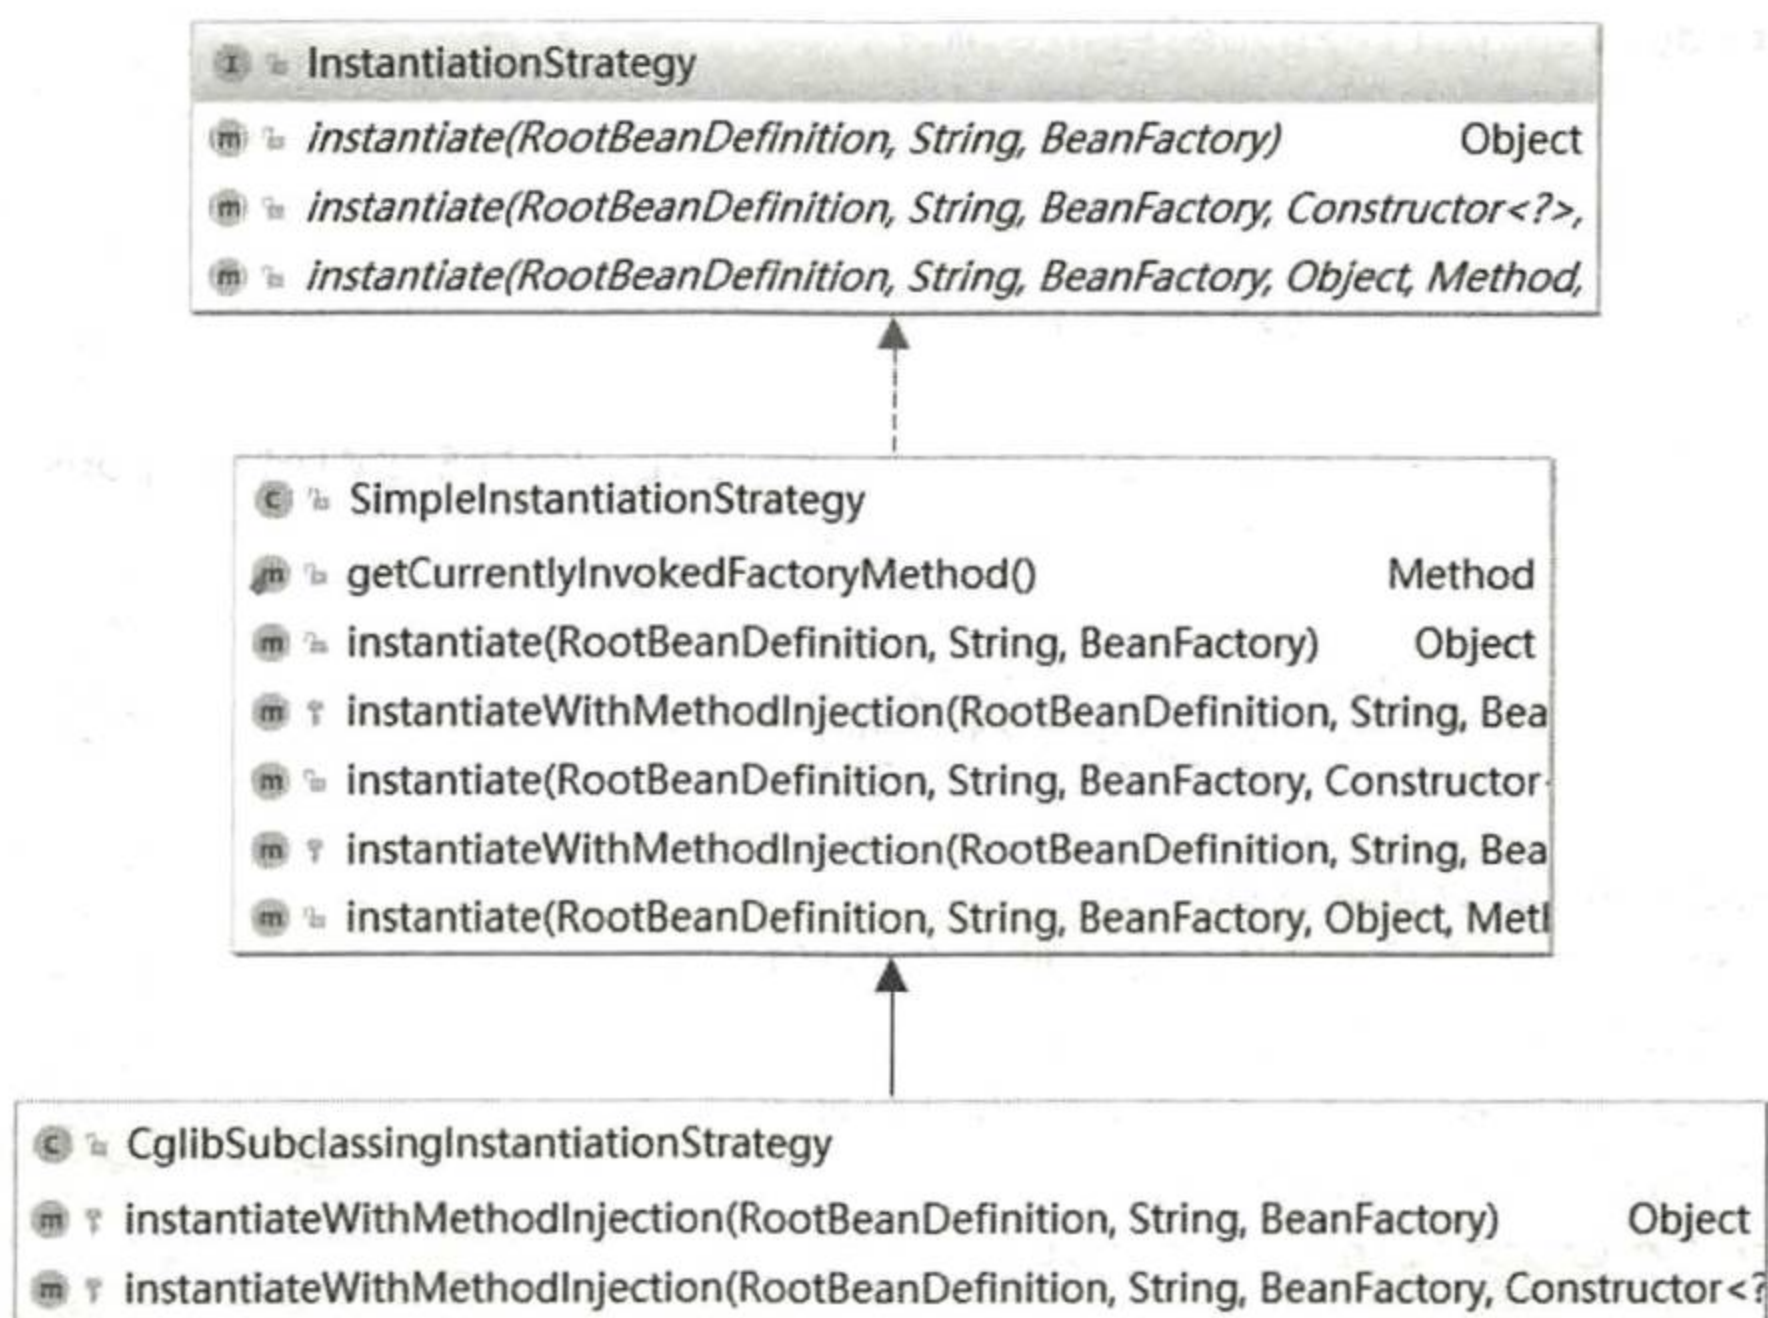 InstantiationStrategy
instantiate(RootBeanDefinition, String, BeanFactory) Object
instantiate(RootBeanDefinition, String, BeanFactory, Constructor<?>,
instantiate(RootBeanDefinition, String, BeanFactory, Object, Method,
SimpleInstantiationStrategy
getCurrentlyInvokedFactoryMethod() Method
instantiate(RootBeanDefinition, String, BeanFactory) Object
instantiateWithMethodInjection(RootBeanDefinition, String, Bea
instantiate(RootBeanDefinition, String, BeanFactory, Constructor
instantiateWithMethodInjection(RootBeanDefinition, String, Bea
instantiate(RootBeanDefinition, String, BeanFactory, Object, Met
CglibSubclassingInstantiationStrategy
instantiateWithMethodInjection(RootBeanDefinition, String, BeanFactory) Object
instantiateWithMethodInjection(RootBeanDefinition, String, BeanFactory, Constructor<?